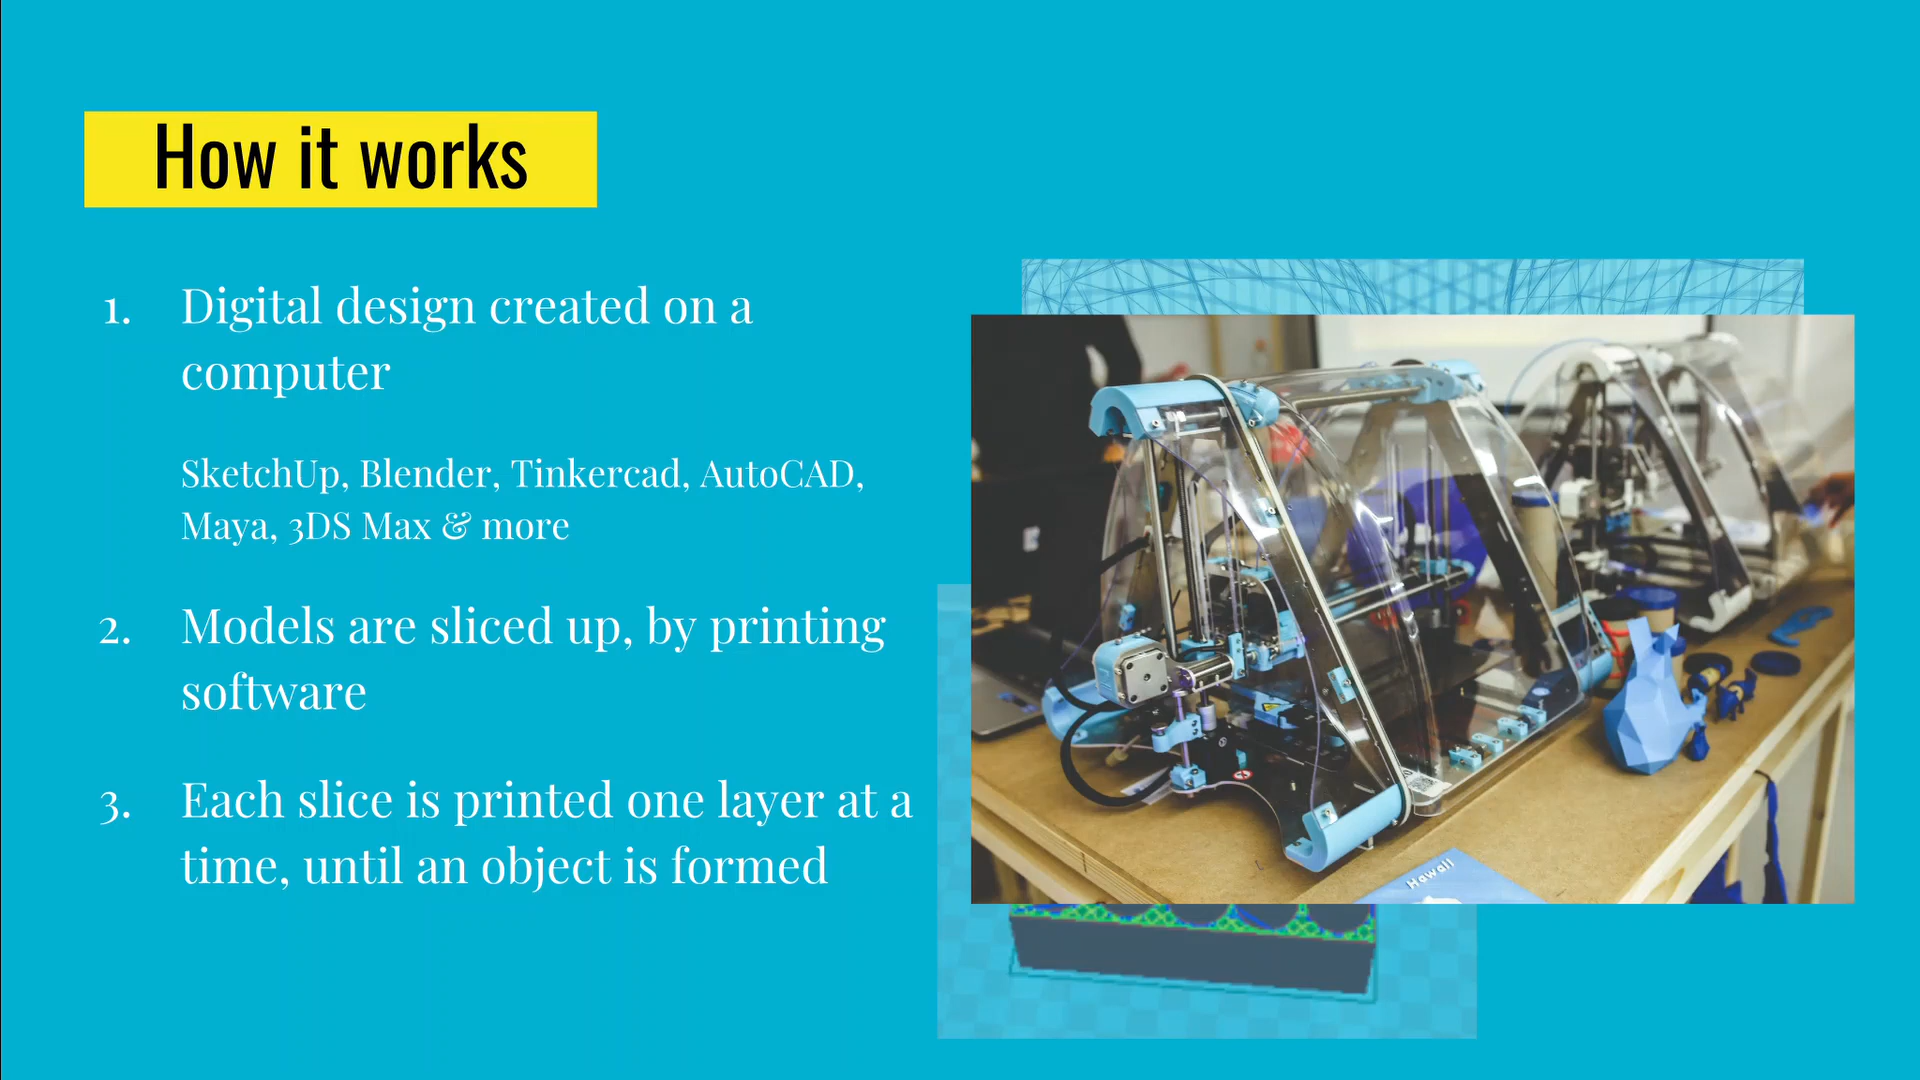 How it works
1. Digital design created on a
computer
SketchUp, Blender, Tinkercad, AutoCAD,
Maya, 3DS Max & more
2. Models are sliced up, by printing
software
3. Each slice is printed one layer at a
time, until an object is formed
Hawaii